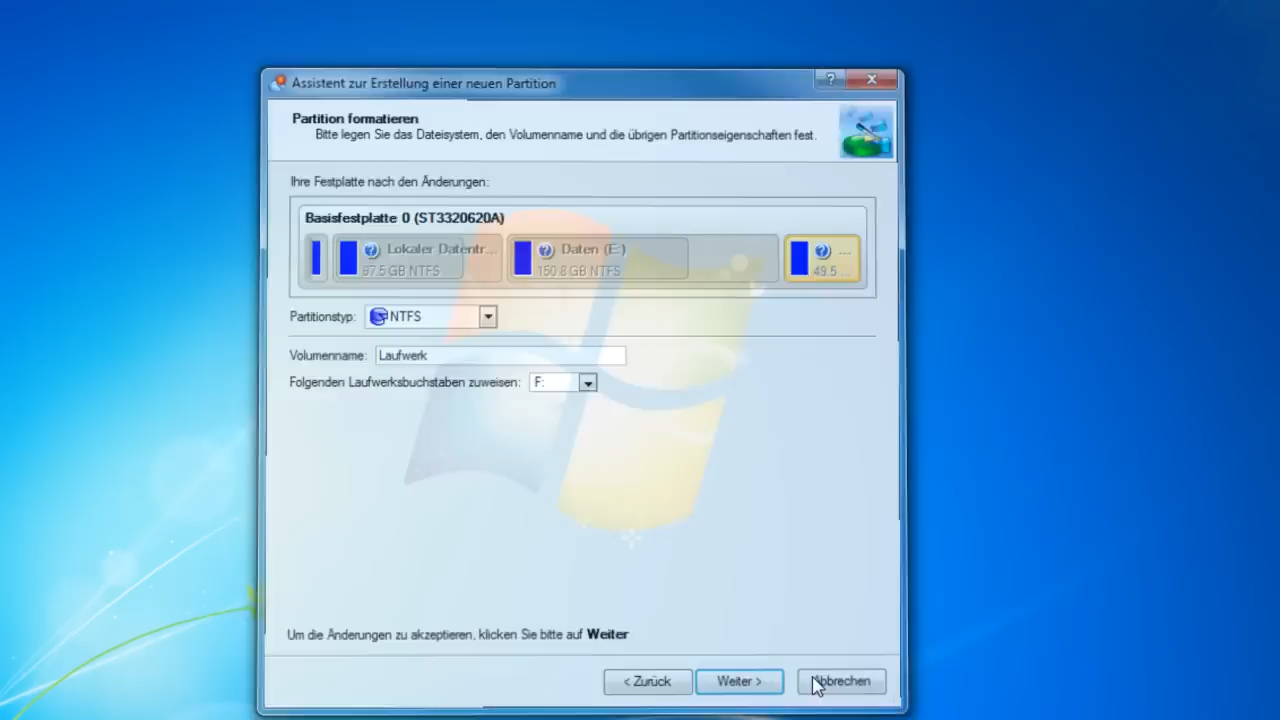 Assistent zur Erstellung einer neuen Partition
?
Partition formatieren
Bitte legen Sie das Dateisystem, den Volumenname und die übrigen Partitionseigenschaften fest.
Ihre Festplatte nach den Änderungen:
Basisfestplatte 0 (ST3320620A)
Lokaler Datentr...
97.5 GB NTFS
Daten (E:)
150.8 GB NTFS
...
49.5 ...
Partitionstyp: NTFS
Volumenname: Laufwerk
Folgenden Laufwerksbuchstaben zuweisen: F:
Um die Änderungen zu akzeptieren, klicken Sie bitte auf Weiter
< Zurück Weiter > Abbrechen